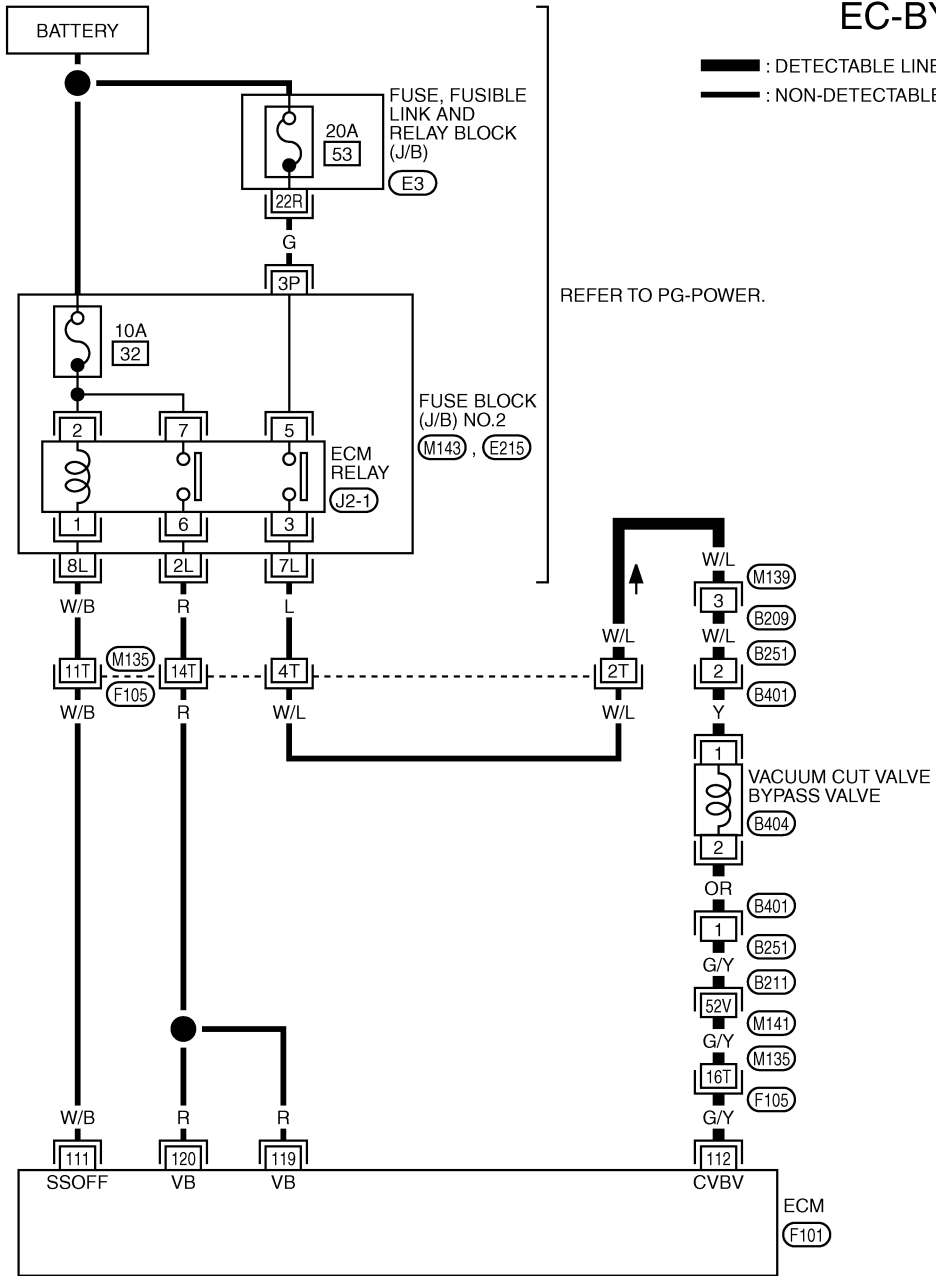 EC-BY
BATTERY
: DETECTABLE LINE
: NON-DETECTABLE
FUSE, FUSIBLE
LINK AND
RELAY BLOCK
(J/B)
20A
53
E3
22R
G
3P
REFER TO PG-POWER.
10A
32
FUSE BLOCK
(J/B) NO.2
M143 , E215
2 7 5
ECM
RELAY
J2-1
1 6 3
8L 2L 7L
W/B R L
W/L
M139
3
B209
W/L W/L
B251
11T M135 14T 4T 2T 2
F105 B401
W/B R W/L W/L Y
1
VACUUM CUT VALVE
BYPASS VALVE
B404
2
OR
B401
1
B251
G/Y
B211
52V
M141
G/Y
M135
16T
F105
W/B R R G/Y
111 120 119 112
SSOFF VB VB CVBV
ECM
F101